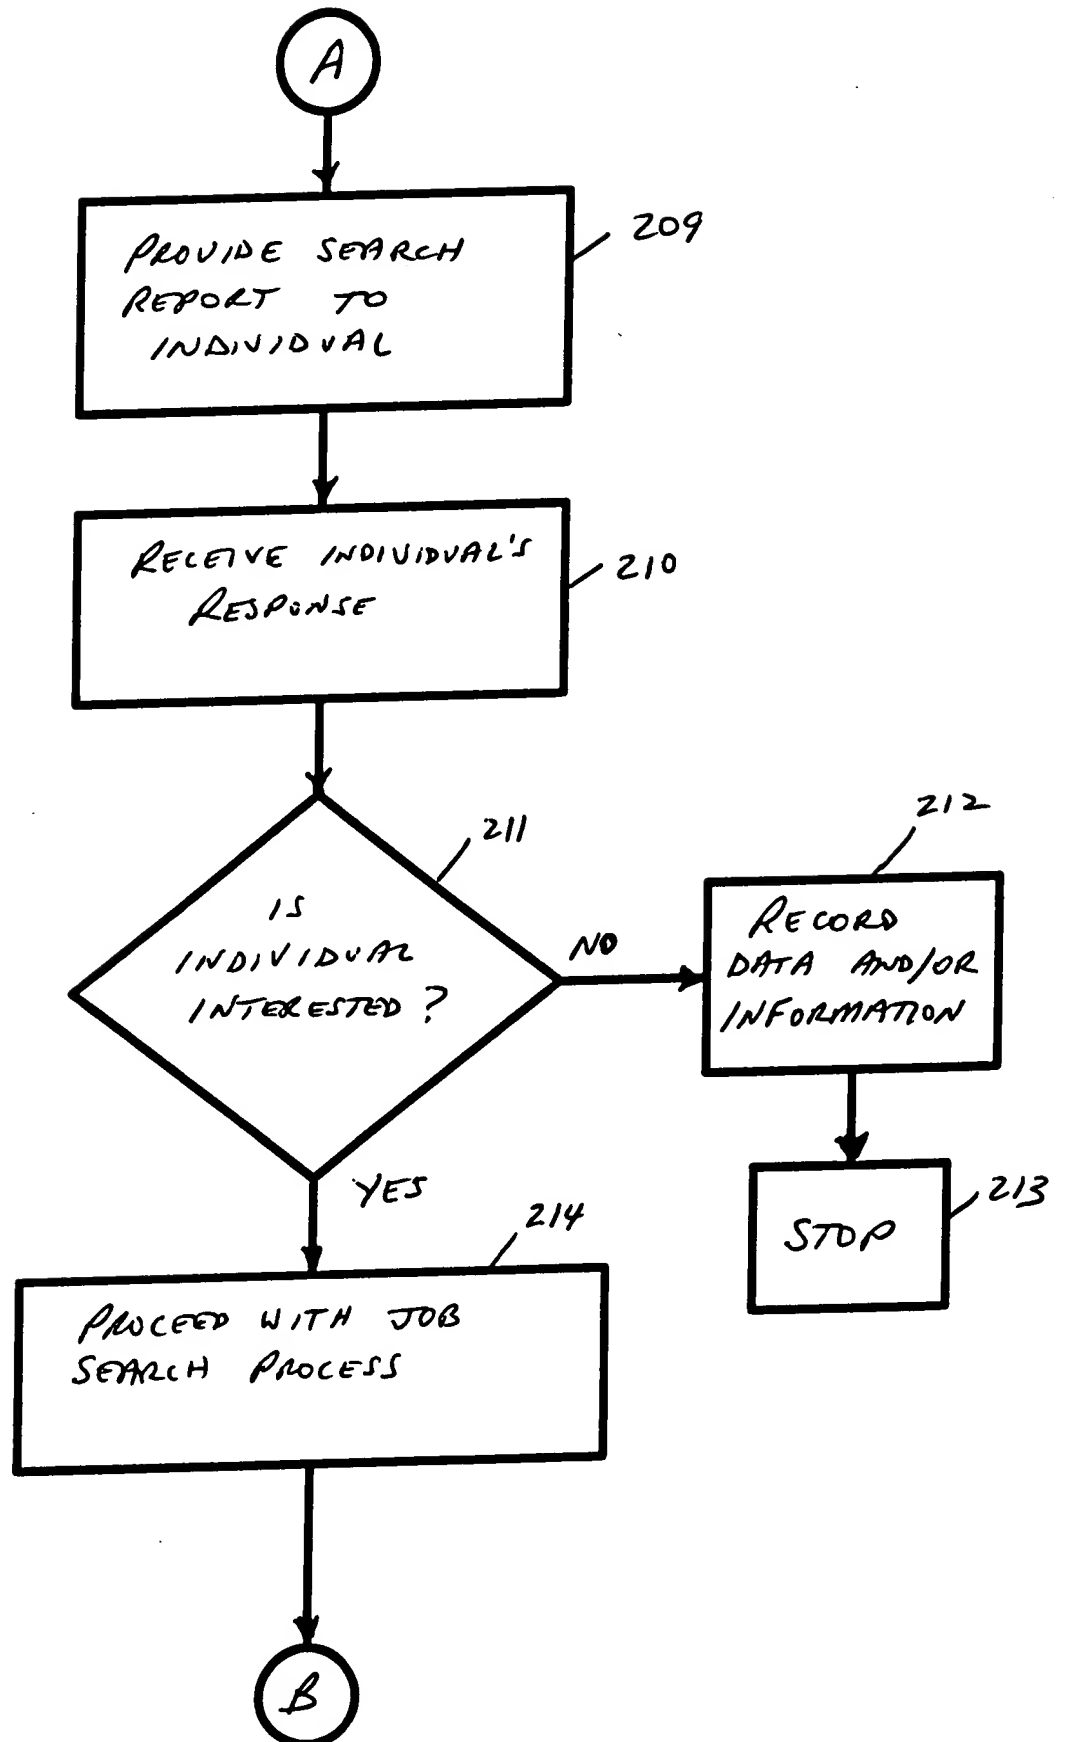 A
PROVIDE SEARCH
REPORT TO
INDIVIDUAL
209
RECEIVE INDIVIDUAL'S
RESPONSE
210
211
IS
INDIVIDUAL
INTERESTED?
NO
212
RECORD
DATA AND/OR
INFORMATION
YES
213
STOP
214
PROCEED WITH JOB
SEARCH PROCESS
B